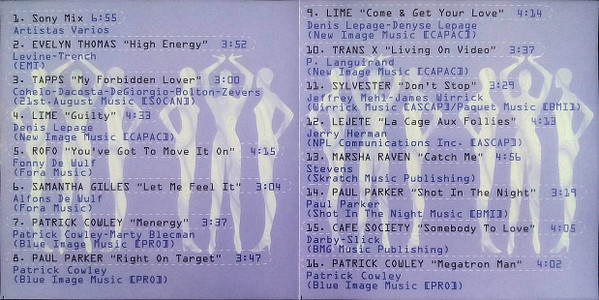 1. Sony Mix 6:55
Artistas Varios
2. EVELYN THOMAS "High Energy" 3:52
Levine-Trench
(EMI)
3. TAPPS "My Forbidden Lover" 3:00
Cohelo-Dacosta-DeGiorgio-Bolton-Zevers
(21st.August Music [SOCAN])
4. LIME "Guilty" 4:33
Denis Lepage
(New Image Music [CAPAC])
5. ROFO "You've Got To Move It On" 4:15
Fonny De Wulf
(Fora Music)
6. SAMANTHA GILLES "Let Me Feel It" 3:04
Alfons De Wulf
(Fora Music)
7. PATRICK COWLEY "Menergy" 3:37
Patrick Cowley-Marty Blecman
(Blue Image Music [PRO])
8. PAUL PARKER "Right On Target" 3:47
Patrick Cowley
(Blue Image Music [PRO])
9. LIME "Come & Get Your Love" 4:14
Denis Lepage-Denyse Lepage
(New Image Music [CAPAC])
10. TRANS X "Living On Video" 3:37
P. Languirand
(New Image Music [CAPAC])
11. SYLVESTER "Don't Stop" 3:29
Jeffrey Mehl-James Wirrick
(Wirrick Music [ASCAP]/Paquet Music [BMI])
12. LEJETE "La Cage Aux Follies" 4:13
Jerry Herman
(NPL Communications Inc. [ASCAP])
13. MARSHA RAVEN "Catch Me" 4:56
Stevens
(Skratch Music Publishing)
14. PAUL PARKER "Shot In The Night" 3:19
Paul Parker
(Shot In The Night Music [BMI])
15. CAFE SOCIETY "Somebody To Love" 4:05
Darby-Slick
(BMG Music Publishing)
16. PATRICK COWLEY "Megatron Man" 4:02
Patrick Cowley
(Blue Image Music [PRO])